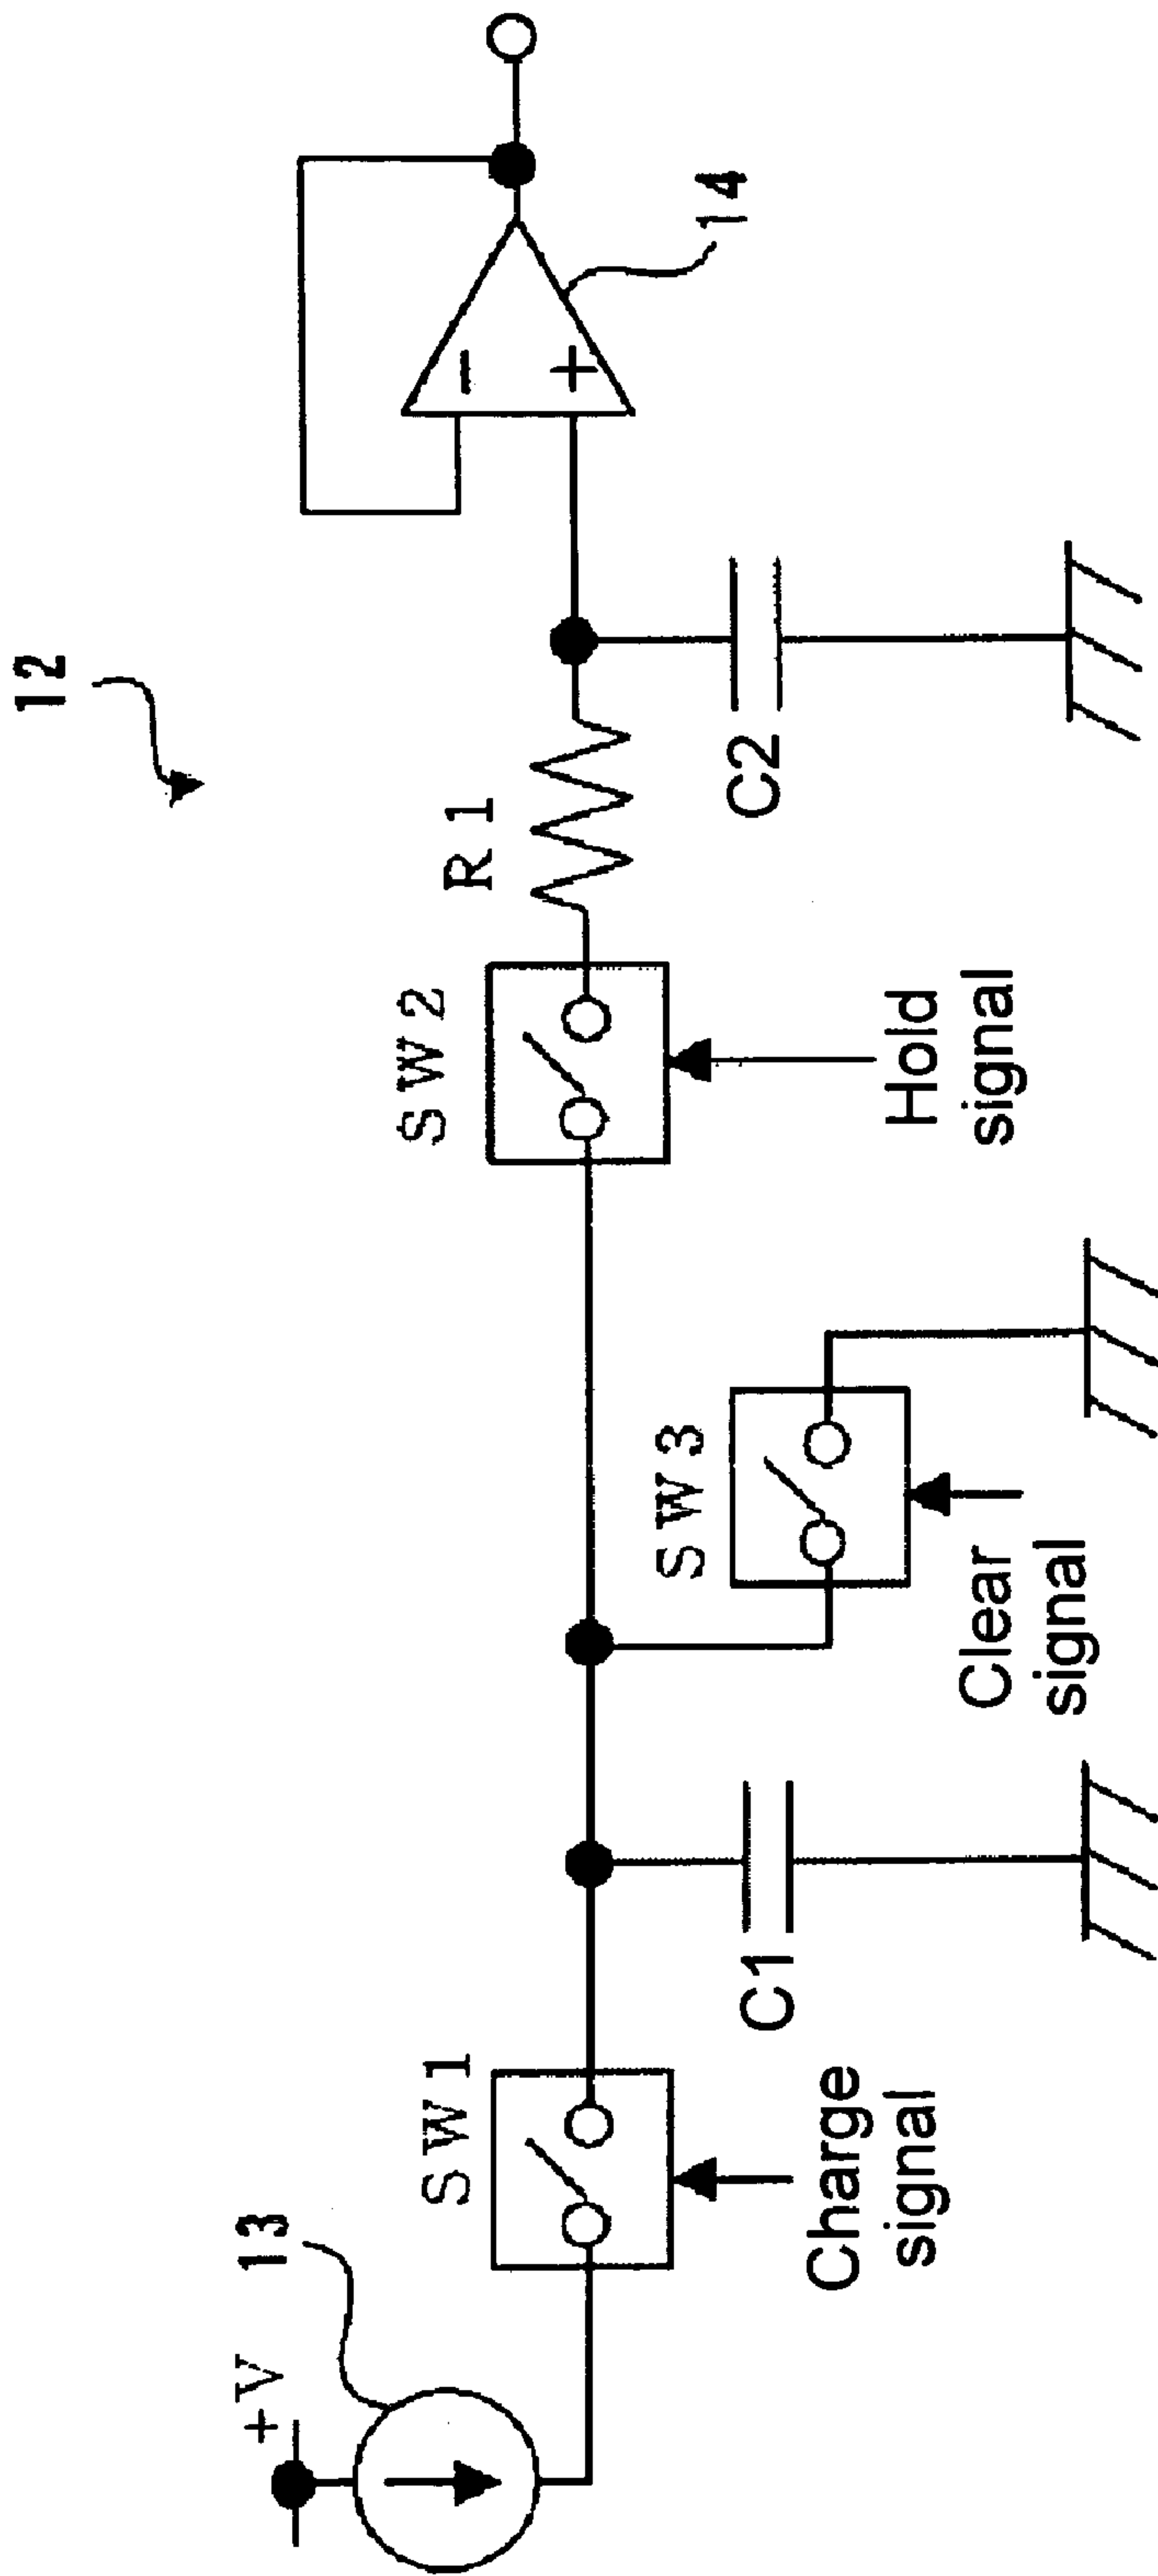 12
+V
13
SW1
Charge
signal
C1
SW3
Clear
signal
SW2
Hold
signal
R1
C2
-
+
14